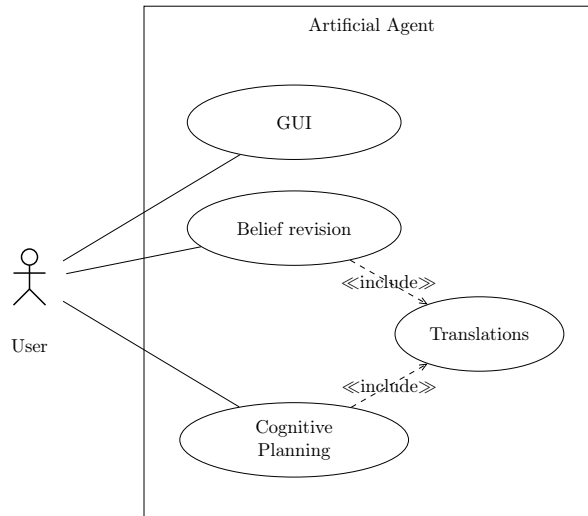 Artificial Agent
GUI
Belief revision
≪include≫
Translations
User
≪include≫
Cognitive
Planning